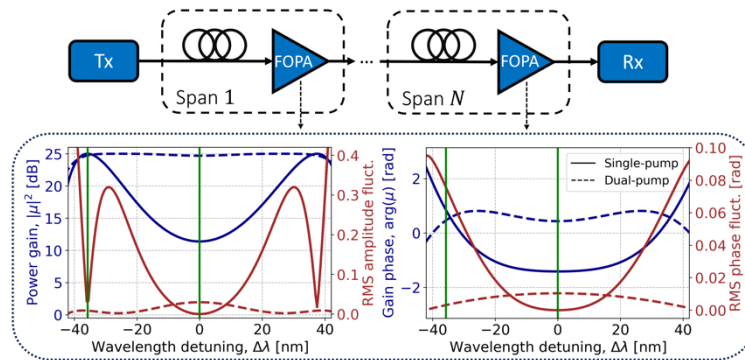 Tx
FOPA
Span 1
...
FOPA
Span N
Rx
Power gain, |μ|² [dB]
25
20
15
10
5
0
−40
−20
0
20
40
Wavelength detuning, Δλ [nm]
0.4
0.3
0.2
0.1
0.0
RMS amplitude fluct.
Gain phase, arg(μ) [rad]
2
0
−2
−40
−20
0
20
40
Wavelength detuning, Δλ [nm]
Single-pump
Dual-pump
0.10
0.08
0.06
0.04
0.02
0.00
RMS phase fluct. [rad]